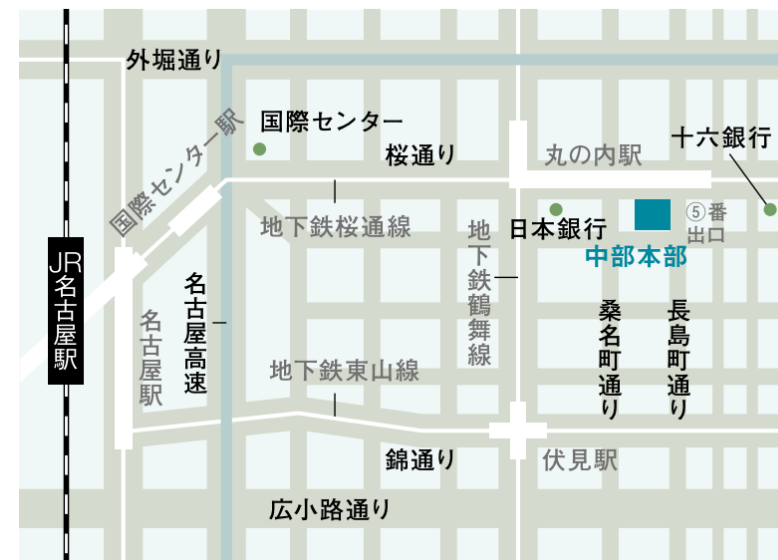 外堀通り
国際センター駅
国際センター
桜通り
丸の内駅
十六銀行
地下鉄桜通線
地下鉄鶴舞線
日本銀行
⑤番
出口
中部本部
JR名古屋駅
名古屋駅
名古屋高速
地下鉄東山線
桑名町通り
長島町通り
錦通り
伏見駅
広小路通り